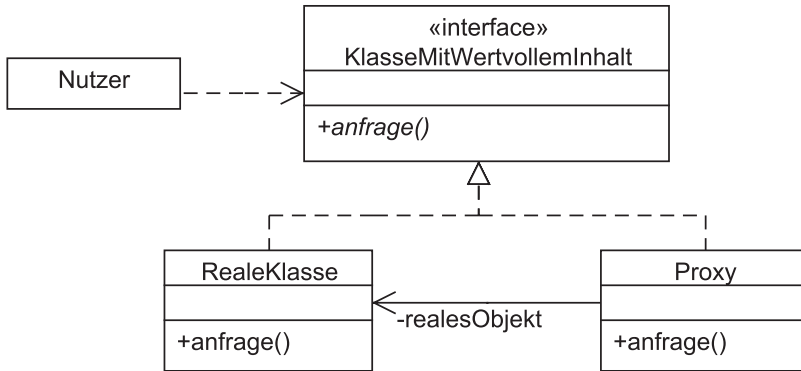 «interface»
KlasseMitWertvollemInhalt
Nutzer
+anfrage()
RealeKlasse
Proxy
-realesObjekt
+anfrage()
+anfrage()